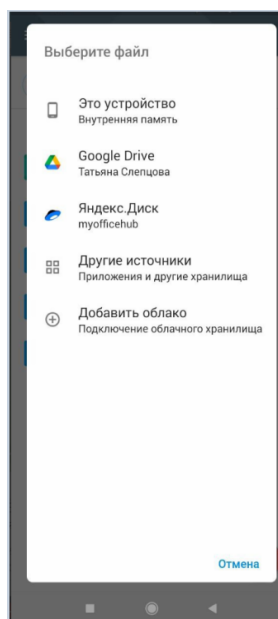 Выберите файл
Это устройство
Внутренняя память
Google Drive
Татьяна Слепцова
Яндекс.Диск
myofficehub
Другие источники
Приложения и другие хранилища
Добавить облако
Подключение облачного хранилища
Отмена